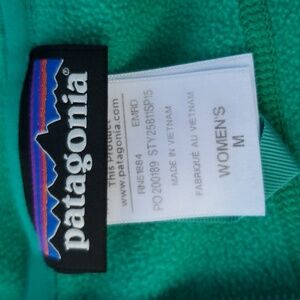 patagonia®
This Product
www.patagonia.com
RN51884 EMRD
PO 200189 STY25811SP15
MADE IN VIETNAM
FABRIQUÉ AU VIETNAM
WOMEN'S
M